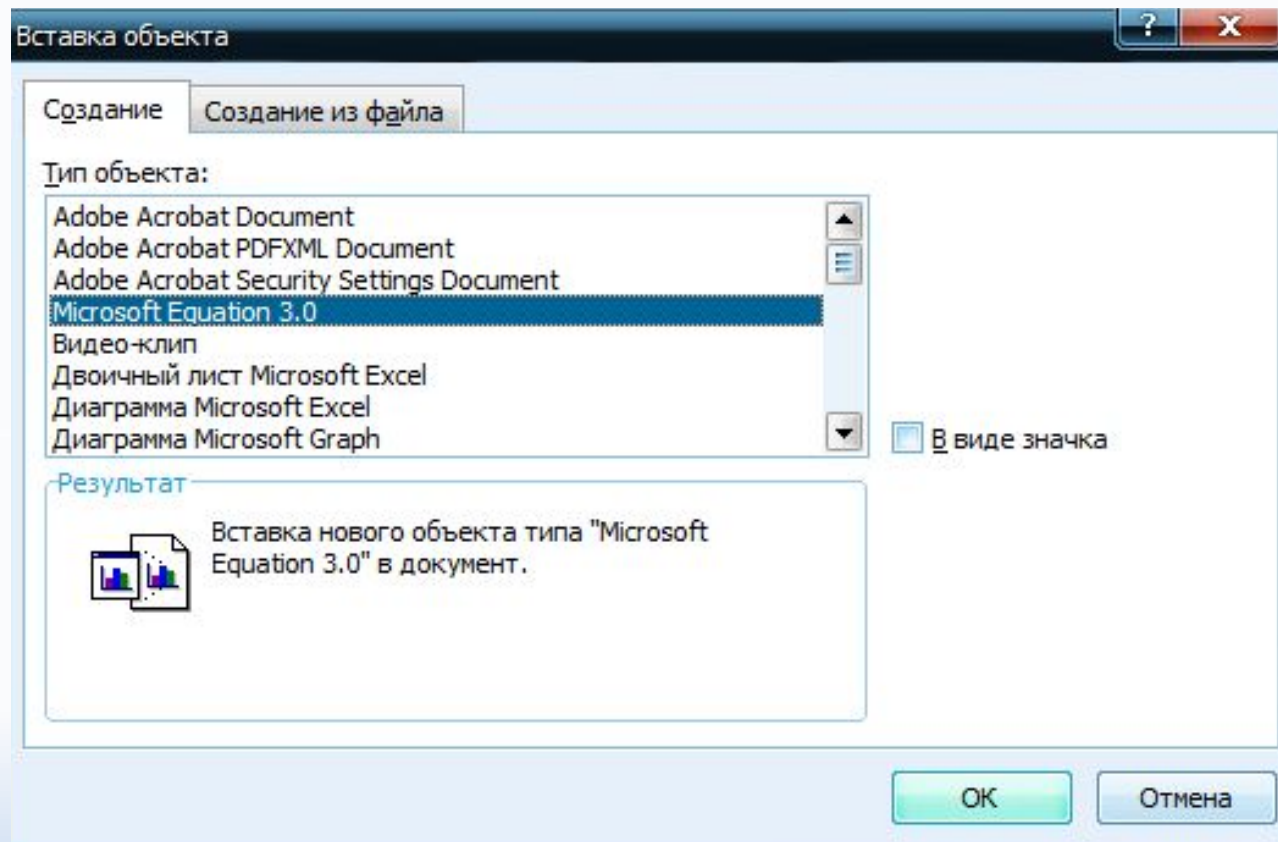 Вставка объекта
?
X
Создание
Создание из файла
Тип объекта:
Adobe Acrobat Document
Adobe Acrobat PDFXML Document
Adobe Acrobat Security Settings Document
Microsoft Equation 3.0
Видео-клип
Двоичный лист Microsoft Excel
Диаграмма Microsoft Excel
Диаграмма Microsoft Graph
В виде значка
Результат
Вставка нового объекта типа "Microsoft
Equation 3.0" в документ.
ОК
Отмена